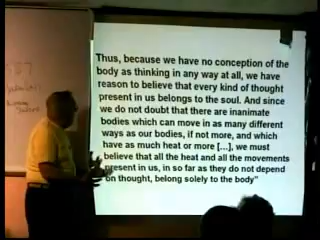 Thus, because we have no conception of the
body as thinking in any way at all, we have
reason to believe that every kind of thought
present in us belongs to the soul. And since
we do not doubt that there are inanimate
bodies which can move in as many different
ways as our bodies, if not more, and which
have as much heat or more [...], we must
believe that all the heat and all the movements
present in us, in so far as they do not depend
on thought, belong solely to the body"